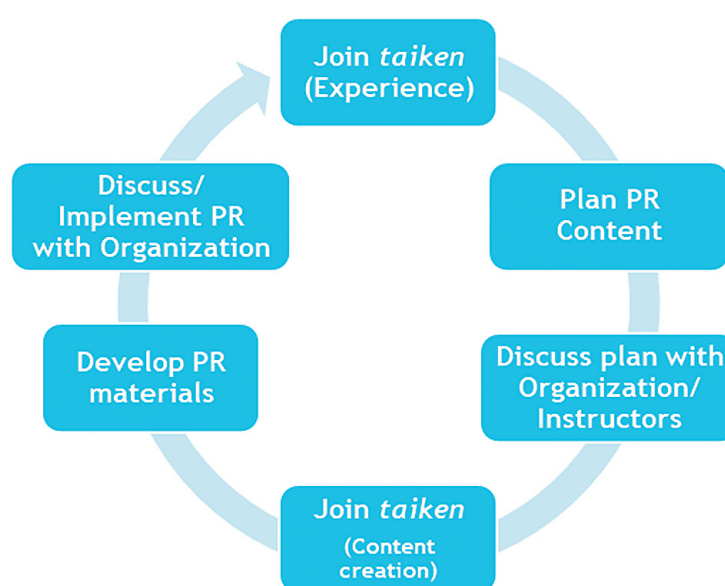 Join taiken
(Experience)
Plan PR
Content
Discuss plan with
Organization/
Instructors
Join taiken
(Content
creation)
Develop PR
materials
Discuss/
Implement PR
with Organization